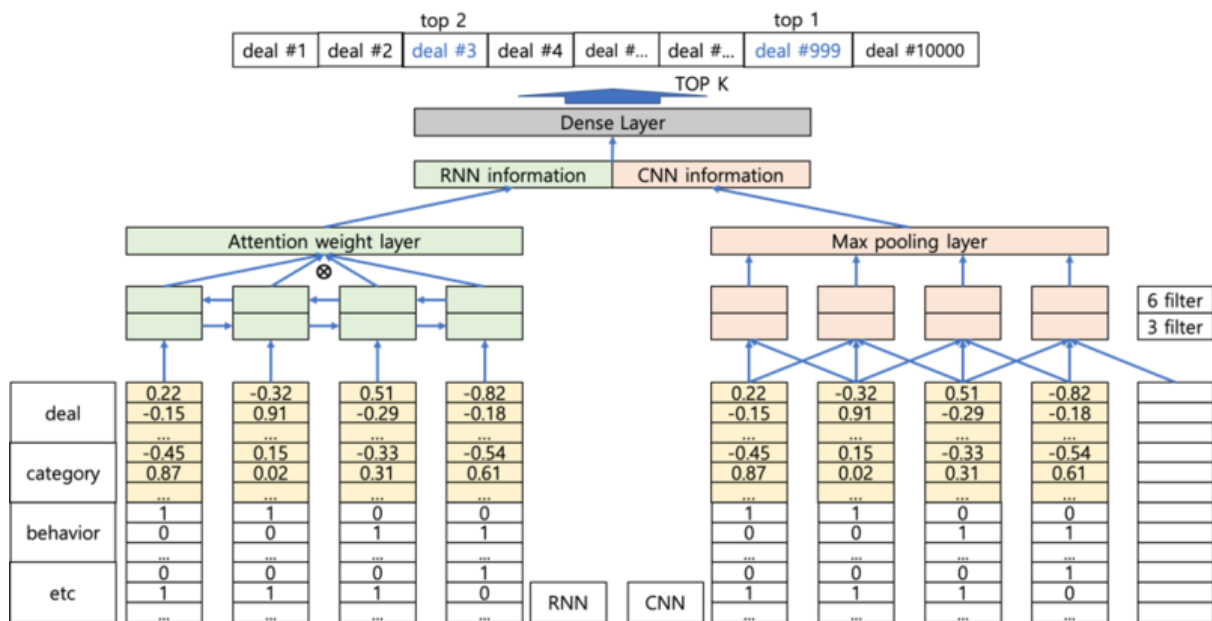 top 2 top 1
deal #1 deal #2 deal #3 deal #4 deal #... deal #... deal #999 deal #10000
TOP K
Dense Layer
RNN information CNN information
Attention weight layer Max pooling layer
⊗
6 filter
3 filter
0.22 -0.32 0.51 -0.82 0.22 -0.32 0.51 -0.82
deal -0.15 0.91 -0.29 -0.18 -0.15 0.91 -0.29 -0.18
... ... ... ... ... ... ... ...
-0.45 0.15 -0.33 -0.54 -0.45 0.15 -0.33 -0.54
category 0.87 0.02 0.31 0.61 0.87 0.02 0.31 0.61
... ... ... ... ... ... ... ...
1 1 0 0 1 1 0 0
behavior 0 0 1 1 0 0 1 1
... ... ... ... ... ... ... ...
0 0 0 1 0 0 0 1
etc 1 1 1 0 RNN CNN 1 1 1 0
... ... ... ... ... ... ... ...